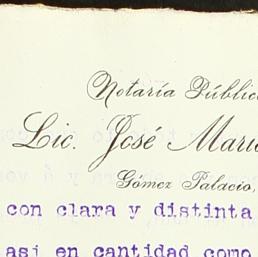 Notaría Públic
Lic. José Marí
Gómez Palacio,
con clara y distinta
así en cantidad como